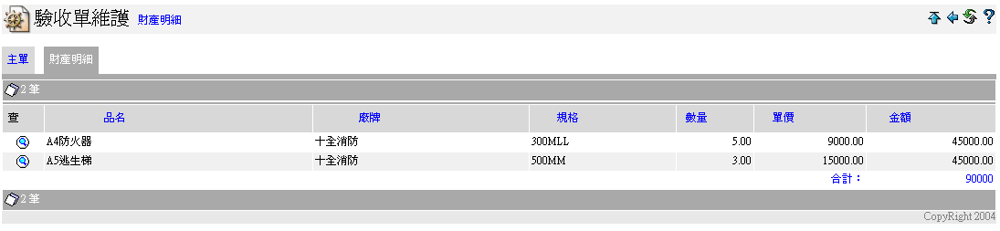 驗收單維護 財產明細
主單 財產明細
2 筆
查 品名 廠牌 規格 數量 單價 金額
A4防火器 十全消防 300MLL 5.00 9000.00 45000.00
A5逃生梯 十全消防 500MM 3.00 15000.00 45000.00
合計： 90000
2 筆
CopyRight 2004